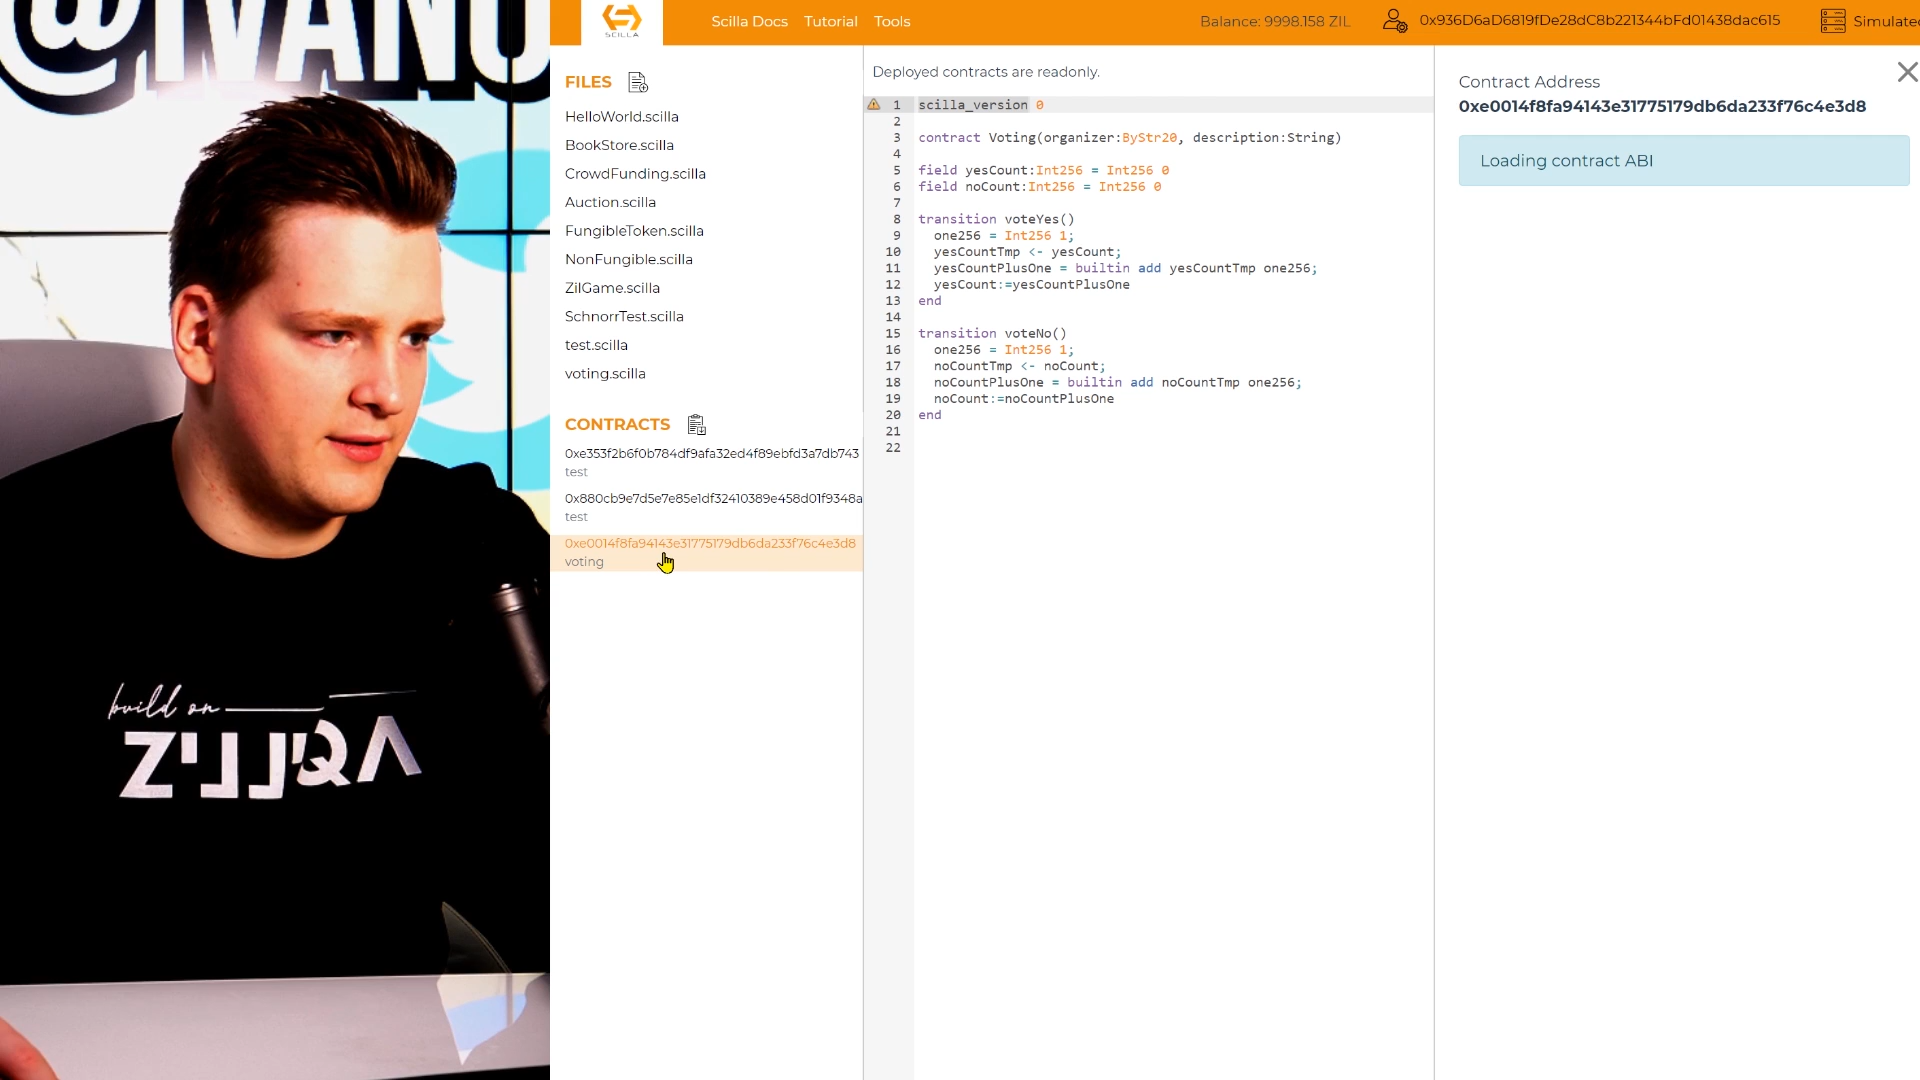 @IVANO
SCILLA
Scilla Docs Tutorial Tools
Balance: 9998.158 ZIL
0x936D6aD6819fDe28dC8b221344bFd01438dac615
FILES
HelloWorld.scilla
BookStore.scilla
CrowdFunding.scilla
Auction.scilla
FungibleToken.scilla
NonFungible.scilla
ZilGame.scilla
SchnorrTest.scilla
test.scilla
voting.scilla
CONTRACTS
0xe353f2b6f0b784df9afa32ed4f89ebfd3a7db743
test
0x880cb9e7d5e7e85e1df32410389e458d01f9348a
test
0xe0014f8fa94143e31775179db6da233f76c4e3d8
voting
Deployed contracts are readonly.
1 scilla_version 0
2
3 contract Voting(organizer:ByStr20, description:String)
4
5 field yesCount:Int256 = Int256 0
6 field noCount:Int256 = Int256 0
7
8 transition voteYes()
9 one256 = Int256 1;
10 yesCountTmp <- yesCount;
11 yesCountPlusOne = builtin add yesCountTmp one256;
12 yesCount:=yesCountPlusOne
13 end
14
15 transition voteNo()
16 one256 = Int256 1;
17 noCountTmp <- noCount;
18 noCountPlusOne = builtin add noCountTmp one256;
19 noCount:=noCountPlusOne
20 end
21
22
Contract Address
0xe0014f8fa94143e31775179db6da233f76c4e3d8
Loading contract ABI
build on
ZILLIQA